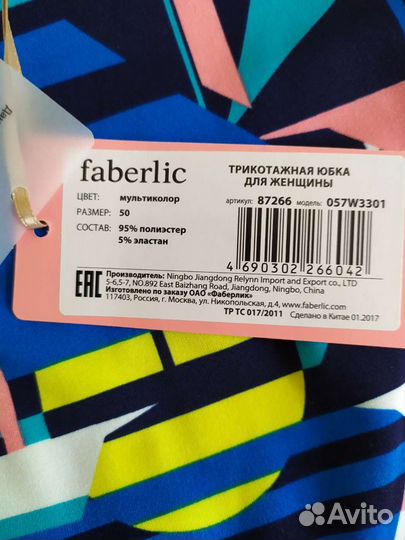 faberlic
ТРИКОТАЖНАЯ ЮБКА
ДЛЯ ЖЕНЩИНЫ
ЦВЕТ: мультиколор
РАЗМЕР: 50
СОСТАВ: 95% полиэстер
5% эластан
артикул: 87266 модель: 057W3301
4 690302 266042
EAC
Производитель: Ningbo Jiangdong Relynn Import and Export co., LTD
5-6,5-7, NO.892 East Baizhang Road, Jiangdong, Ningbo, China
Изготовлено по заказу ОАО «Фаберлик»
117403, Россия, г. Москва, ул. Никопольская, д.4, www.faberlic.com
ТР ТС 017/2011 Сделано в Китае 01.2017
Avito